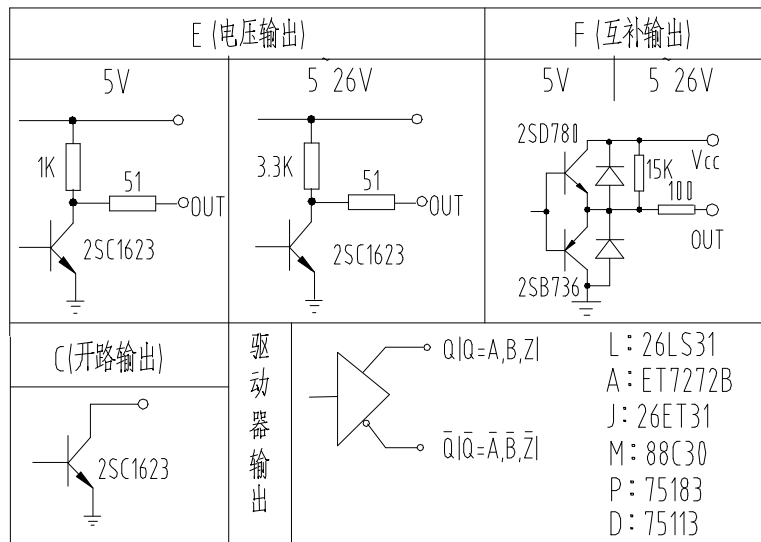 E (电压输出)
F (互补输出)
5V
5~26V
5V
5~26V
1K
51
OUT
2SC1623
3.3K
51
OUT
2SC1623
2SD780
Vcc
15K
100
OUT
2SB736
C(开路输出)
2SC1623
驱动器输出
Q|Q=A,B,Z|
Q̄|Q̄=Ā,B̄,Z̄|
L:26LS31
A:ET7272B
J:26ET31
M:88C30
P:75183
D:75113